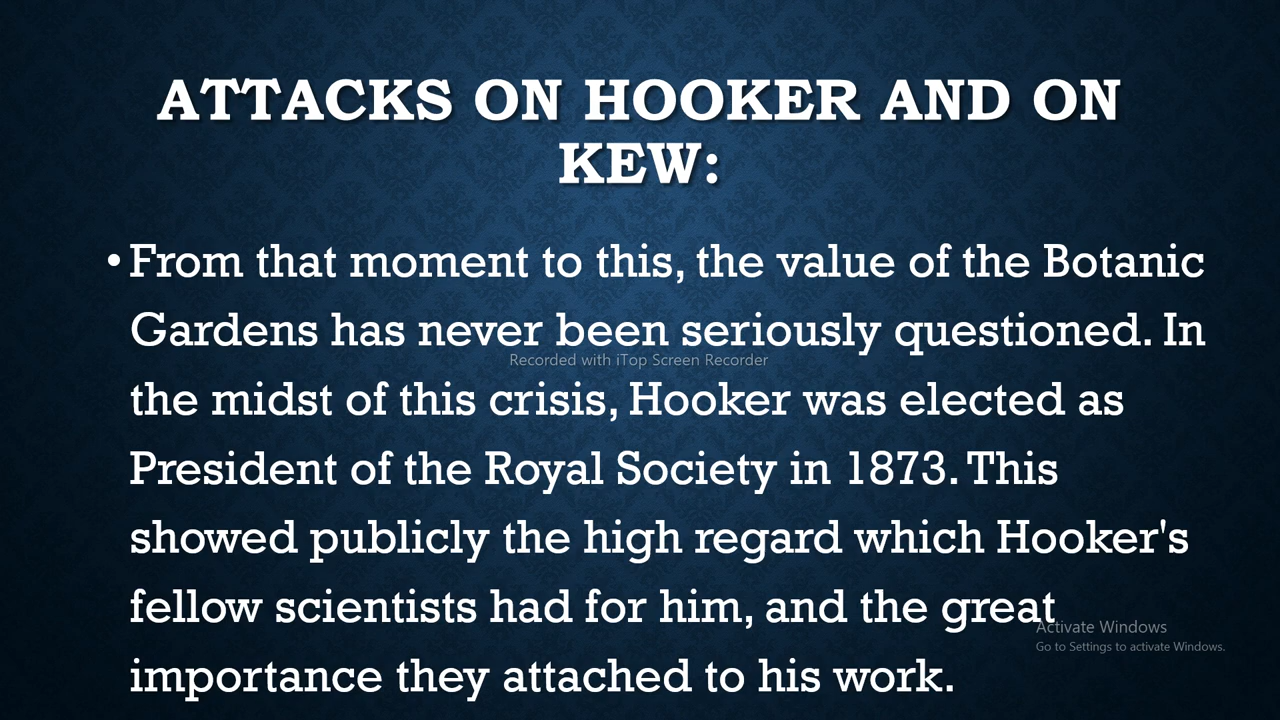 ATTACKS ON HOOKER AND ON
KEW:
• From that moment to this, the value of the Botanic
Gardens has never been seriously questioned. In
Recorded with iTop Screen Recorder
the midst of this crisis, Hooker was elected as
President of the Royal Society in 1873. This
showed publicly the high regard which Hooker's
fellow scientists had for him, and the great
Activate Windows
Go to Settings to activate Windows.
importance they attached to his work.